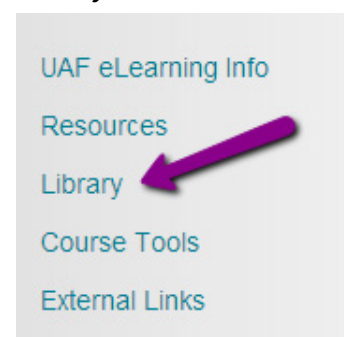 UAF eLearning Info
Resources
Library
Course Tools
External Links